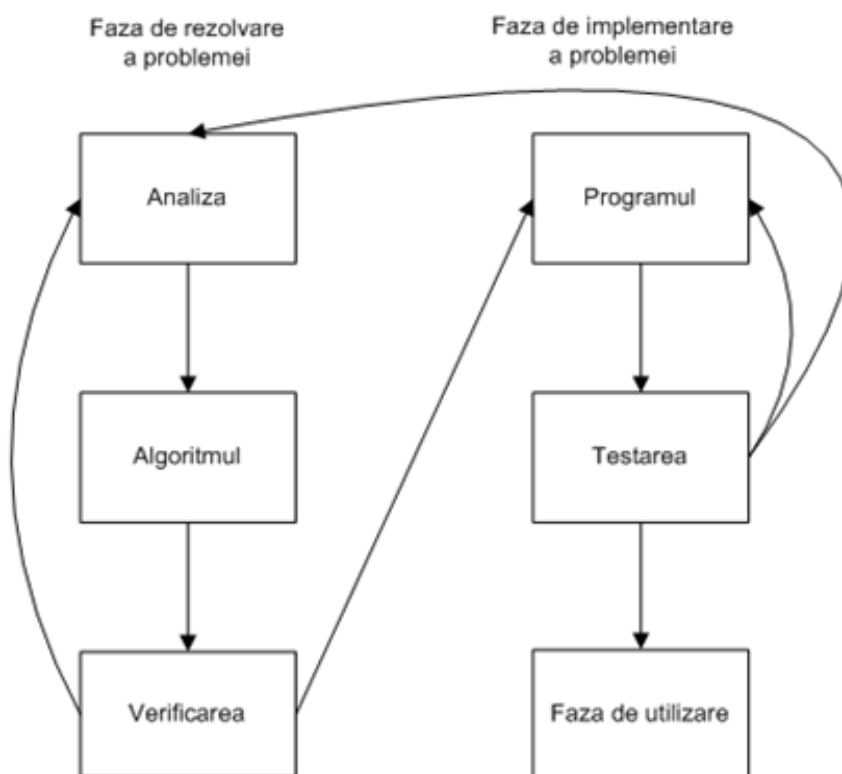 Faza de rezolvare
a problemei
Faza de implementare
a problemei
Analiza
Programul
Algoritmul
Testarea
Verificarea
Faza de utilizare